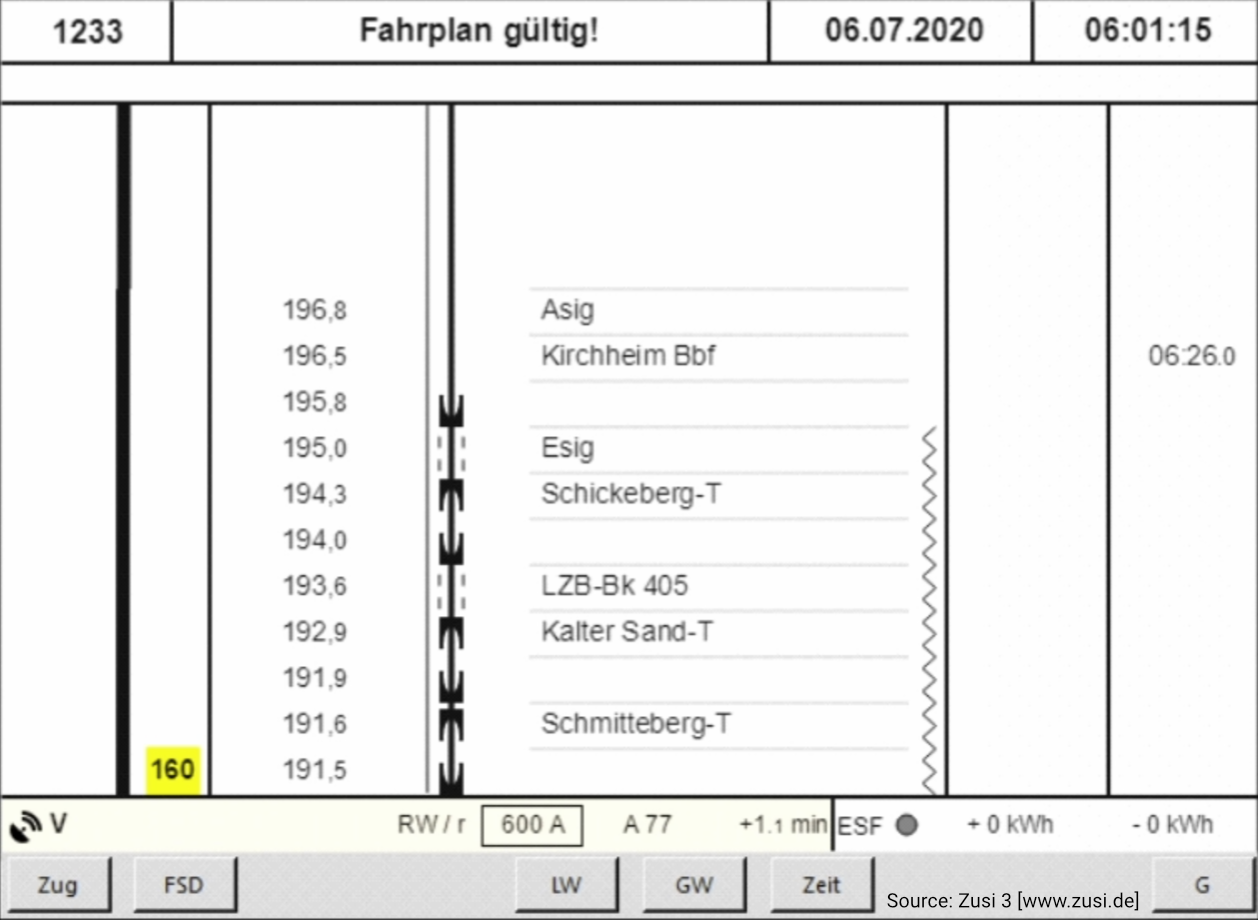 1233 Fahrplan gültig! 06.07.2020 06:01:15
196,8 Asig
196,5 Kirchheim Bbf 06:26.0
195,8
195,0 Esig
194,3 Schickeberg-T
194,0
193,6 LZB-Bk 405
192,9 Kalter Sand-T
191,9
191,6 Schmitteberg-T
160 191,5
V RW / r 600 A A 77 +1.1 min ESF + 0 kWh - 0 kWh
Zug FSD LW GW Zeit G
Source: Zusi 3 [www.zusi.de]